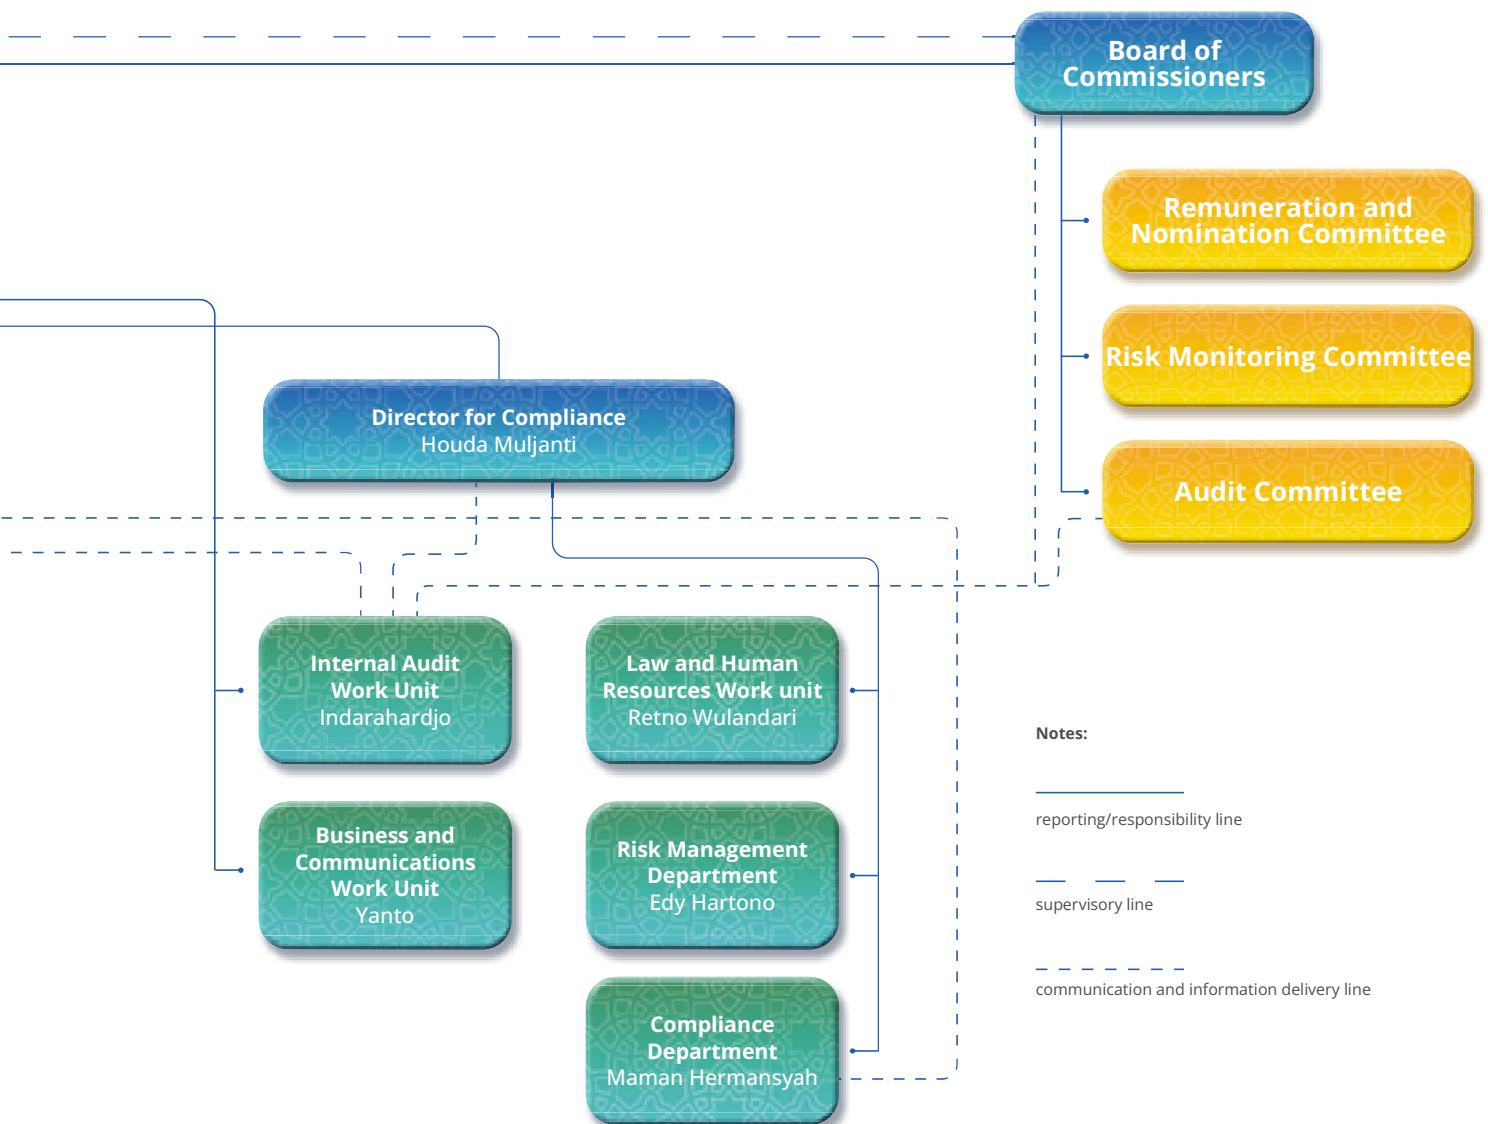 Board of
Commissioners
Remuneration and
Nomination Committee
Risk Monitoring Committee
Director for Compliance
Houda Muljanti
Audit Committee
Internal Audit
Work Unit
Indarahardjo
Law and Human
Resources Work unit
Retno Wulandari
Business and
Communications
Work Unit
Yanto
Risk Management
Department
Edy Hartono
Compliance
Department
Maman Hermansyah
Notes:
reporting/responsibility line
supervisory line
communication and information delivery line